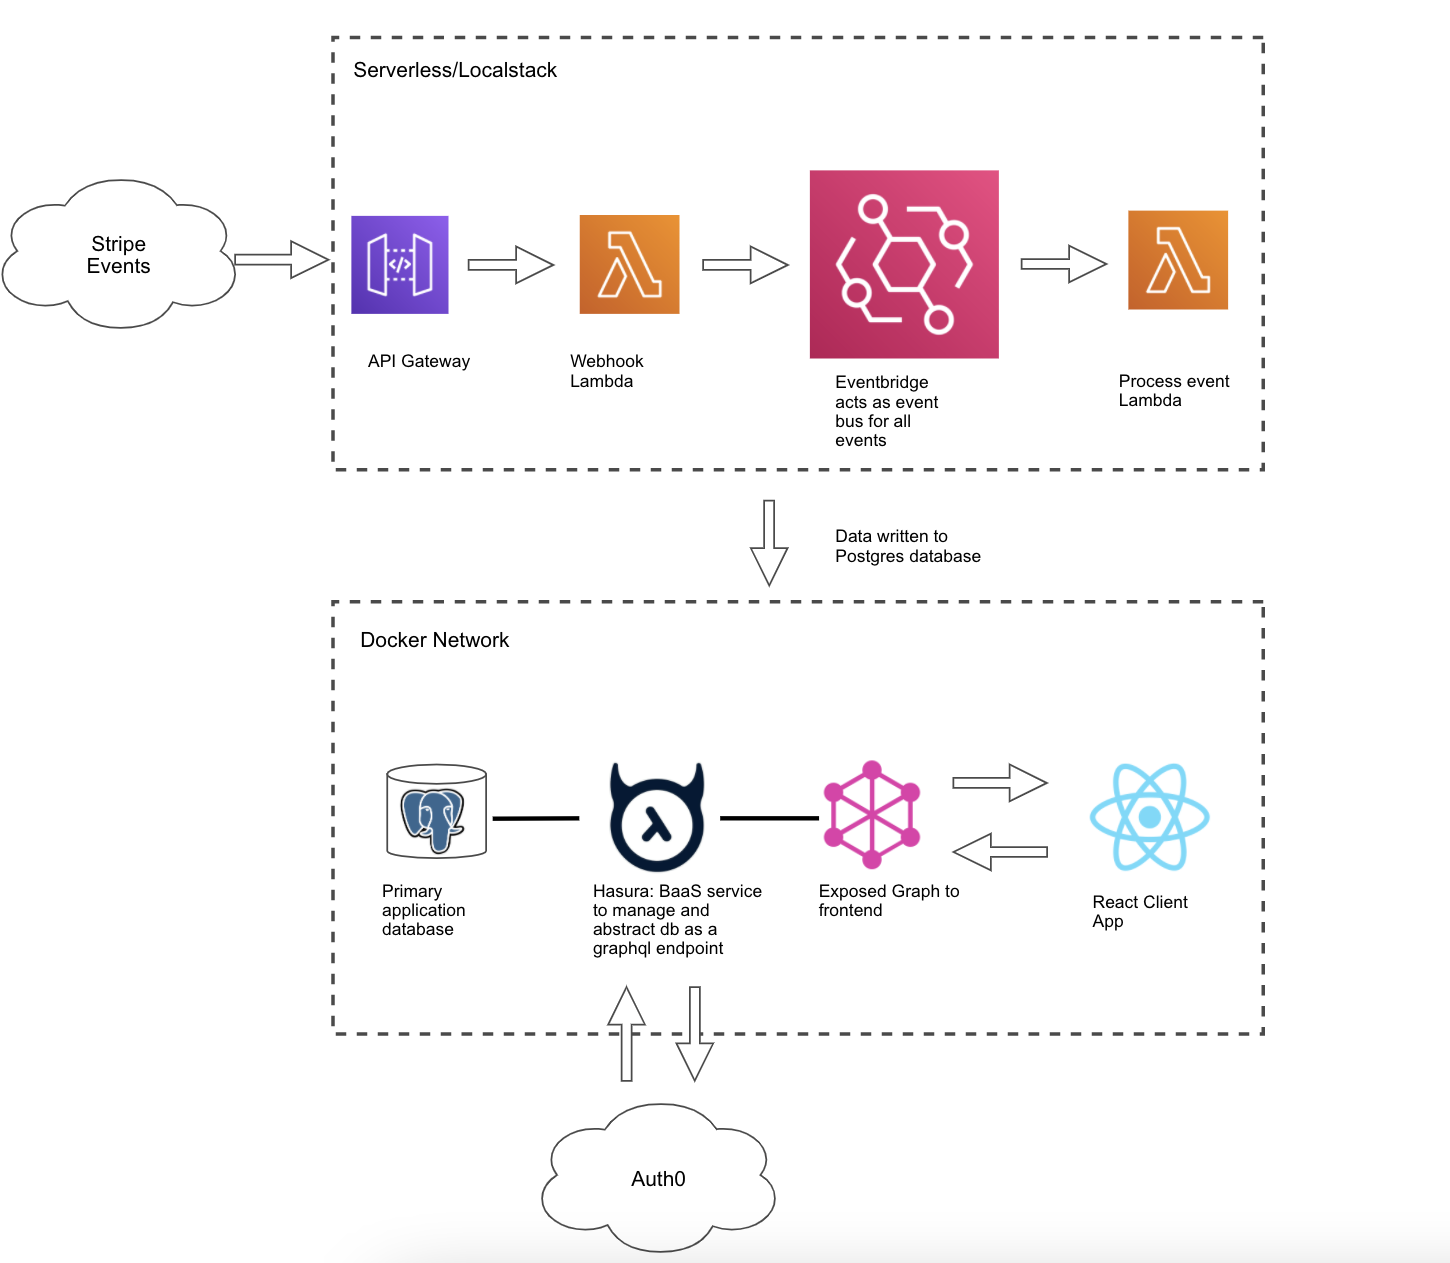 Serverless/Localstack
Stripe
Events
API Gateway
Webhook
Lambda
Eventbridge
acts as event
bus for all
events
Process event
Lambda
Data written to
Postgres database
Docker Network
Primary
application
database
Hasura: BaaS service
to manage and
abstract db as a
graphql endpoint
Exposed Graph to
frontend
React Client
App
Auth0